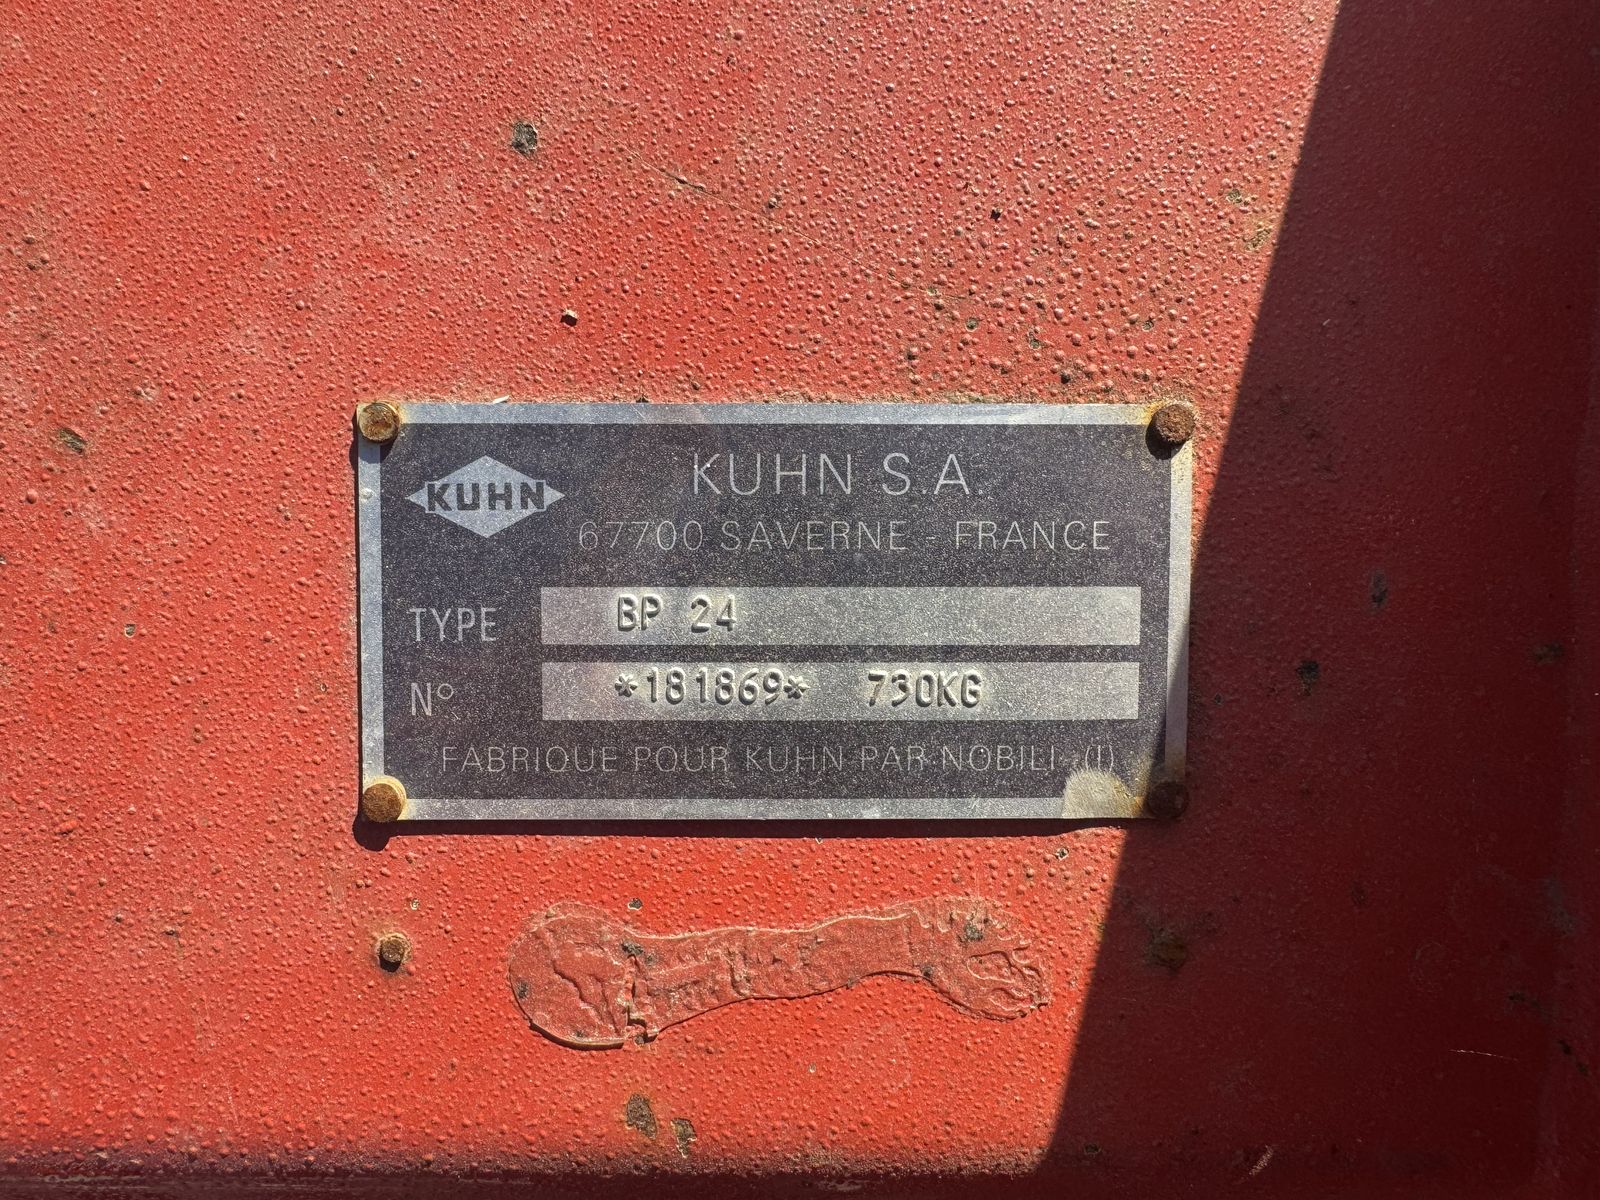 KUHN
KUHN S.A.
67700 SAVERNE - FRANCE
TYPE BP 24
N° *181869* 730KG
FABRIQUE POUR KUHN PAR NOBILI (I)